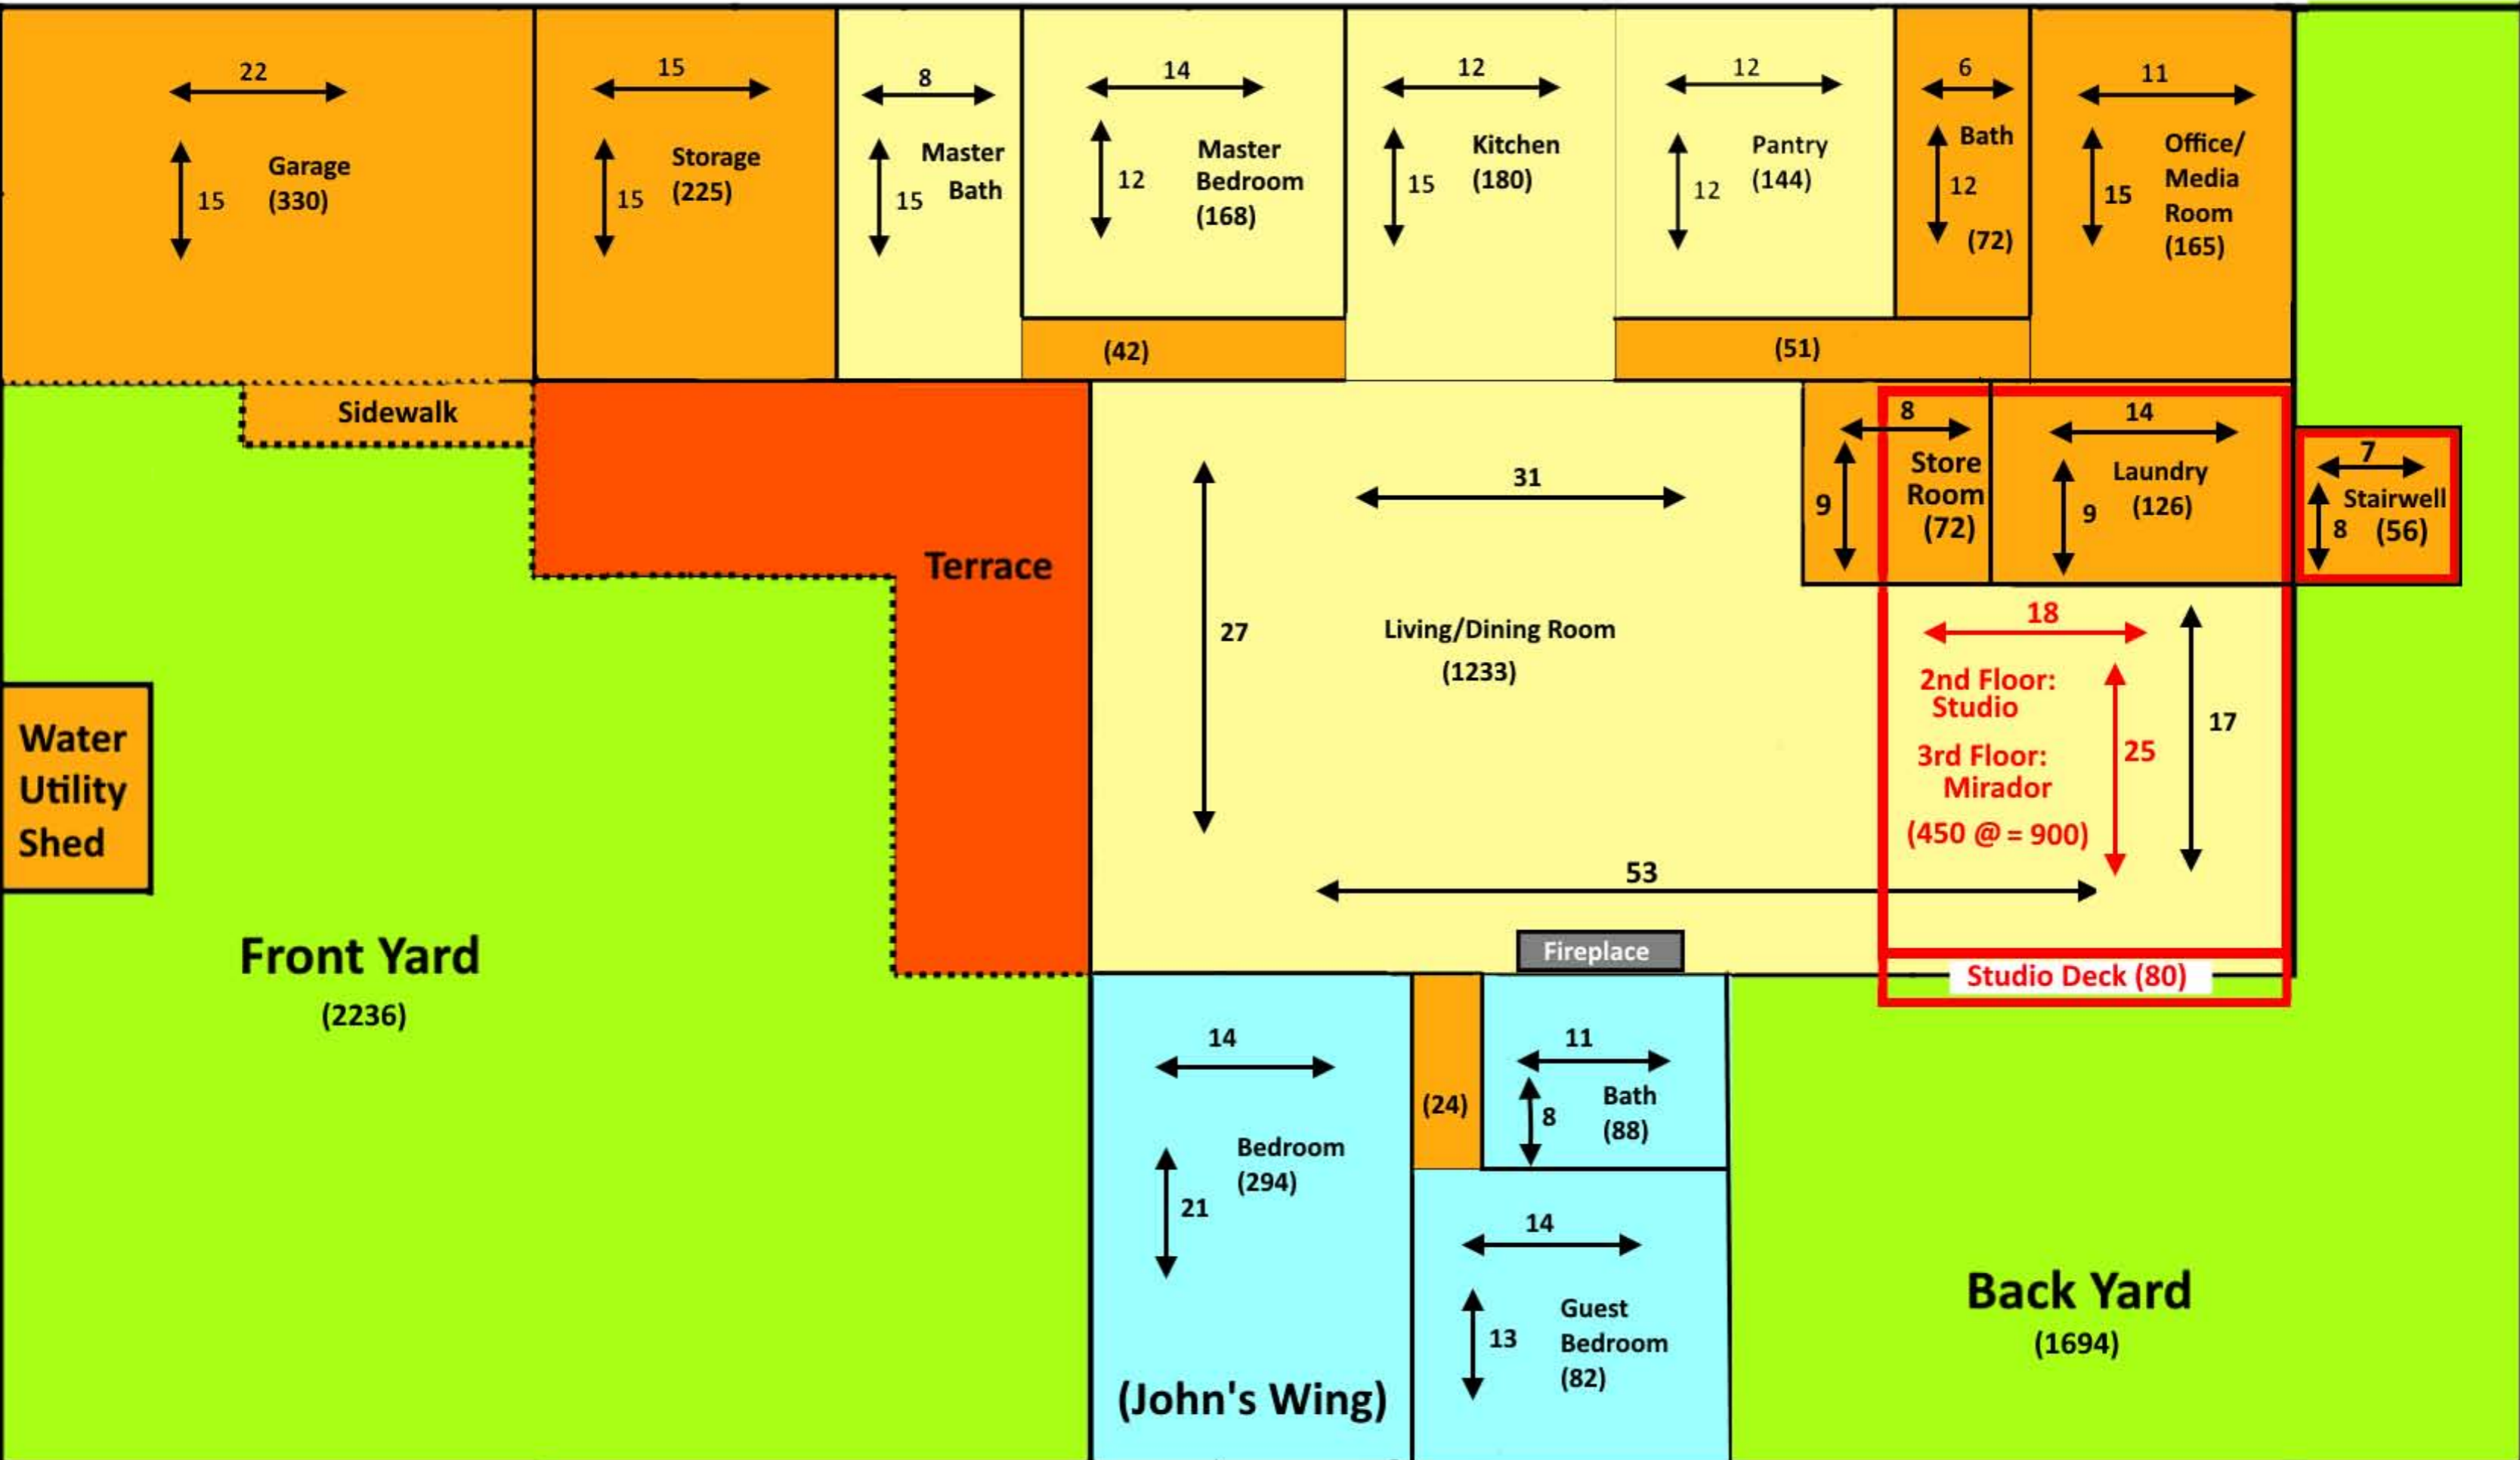 22
15
Garage
(330)
15
15
Storage
(225)
8
15
Master
Bath
14
12
Master
Bedroom
(168)
12
15
Kitchen
(180)
12
12
Pantry
(144)
6
Bath
12
(72)
11
15
Office/
Media
Room
(165)
(42)
(51)
Sidewalk
Terrace
31
27
Living/Dining Room
(1233)
53
8
9
Store
Room
(72)
14
9
Laundry
(126)
7
Stairwell
8 (56)
18
2nd Floor:
Studio
3rd Floor:
Mirador
(450 @ = 900)
25
17
Water
Utility
Shed
Front Yard
(2236)
Fireplace
Studio Deck (80)
14
21
Bedroom
(294)
(John's Wing)
(24)
11
8
Bath
(88)
14
13
Guest
Bedroom
(82)
Back Yard
(1694)